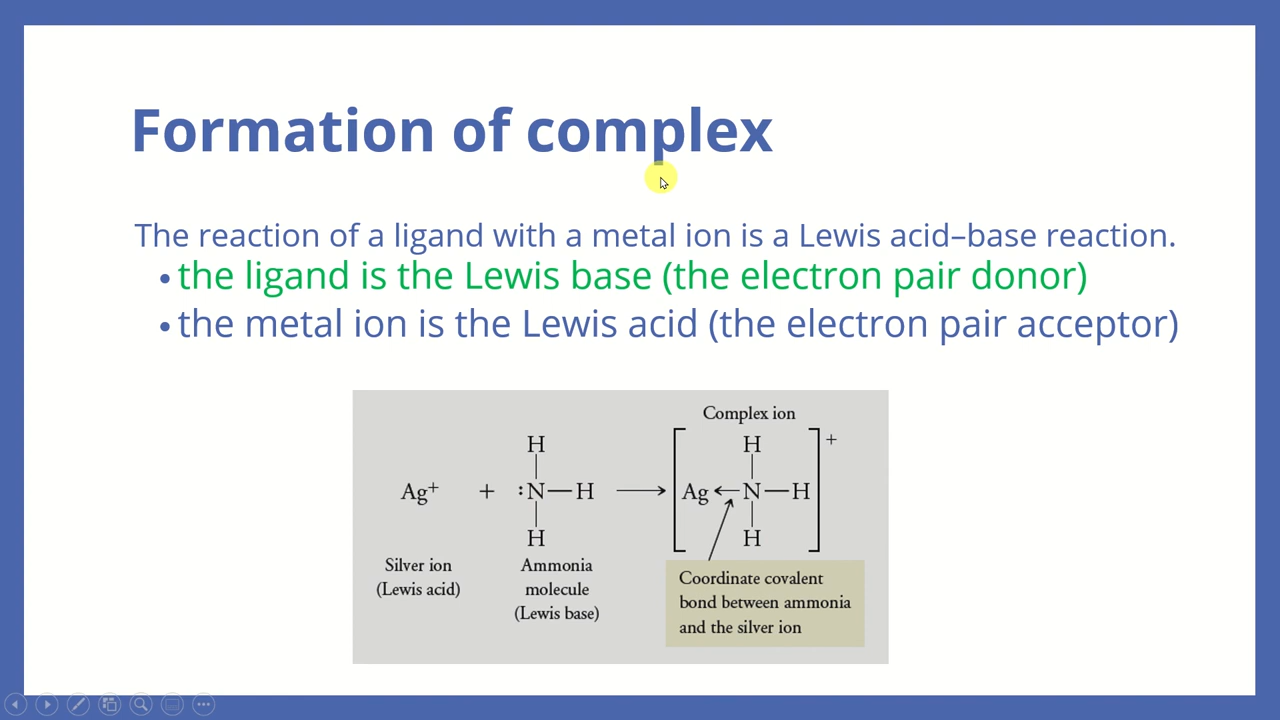 Formation of complex
The reaction of a ligand with a metal ion is a Lewis acid–base reaction.
• the ligand is the Lewis base (the electron pair donor)
• the metal ion is the Lewis acid (the electron pair acceptor)
Complex ion
H H +
Ag⁺ + :N—H ⟶ [Ag←N—H]
H H
Silver ion
(Lewis acid)
Ammonia
molecule
(Lewis base)
Coordinate covalent
bond between ammonia
and the silver ion